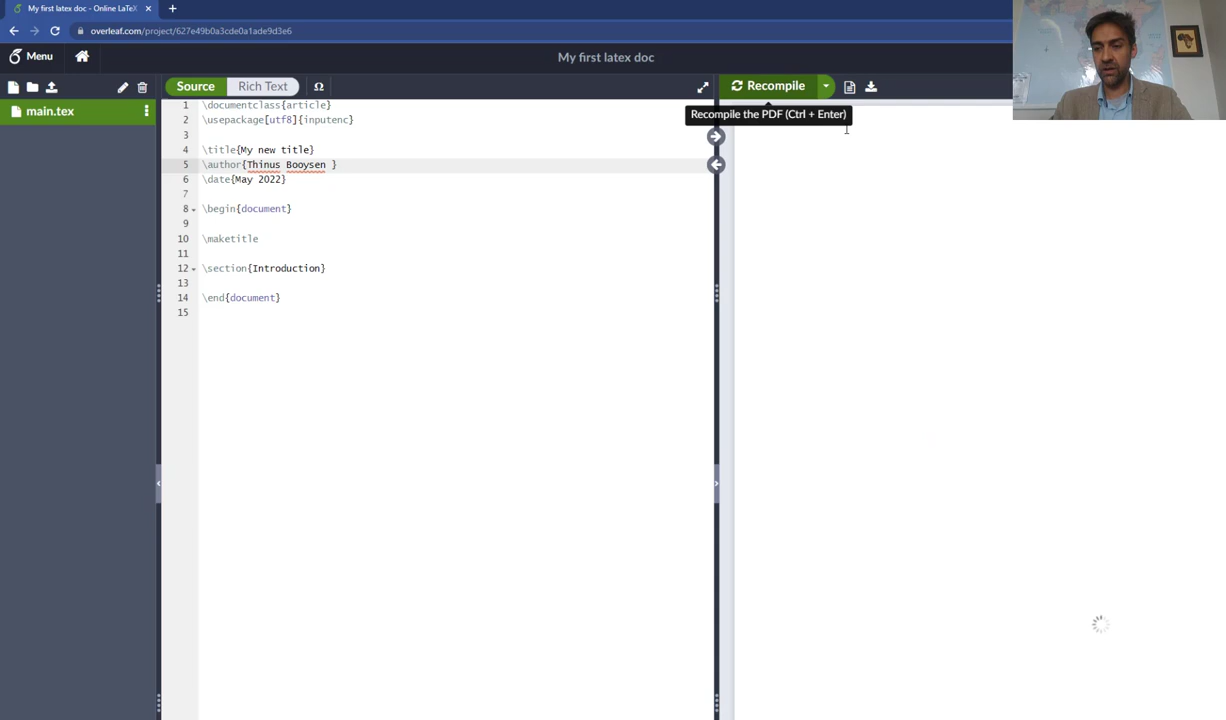 My first latex doc - Online LaTeX
overleaf.com/project/627e49b0a3cde0a1ade9d3e6
Menu
My first latex doc
Source
Rich Text
Ω
Recompile
main.tex
Recompile the PDF (Ctrl + Enter)
1 \documentclass{article}
2 \usepackage[utf8]{inputenc}
3
4 \title{My new title}
5 \author{Thinus Booysen }
6 \date{May 2022}
7
8 \begin{document}
9
10 \maketitle
11
12 \section{Introduction}
13
14 \end{document}
15